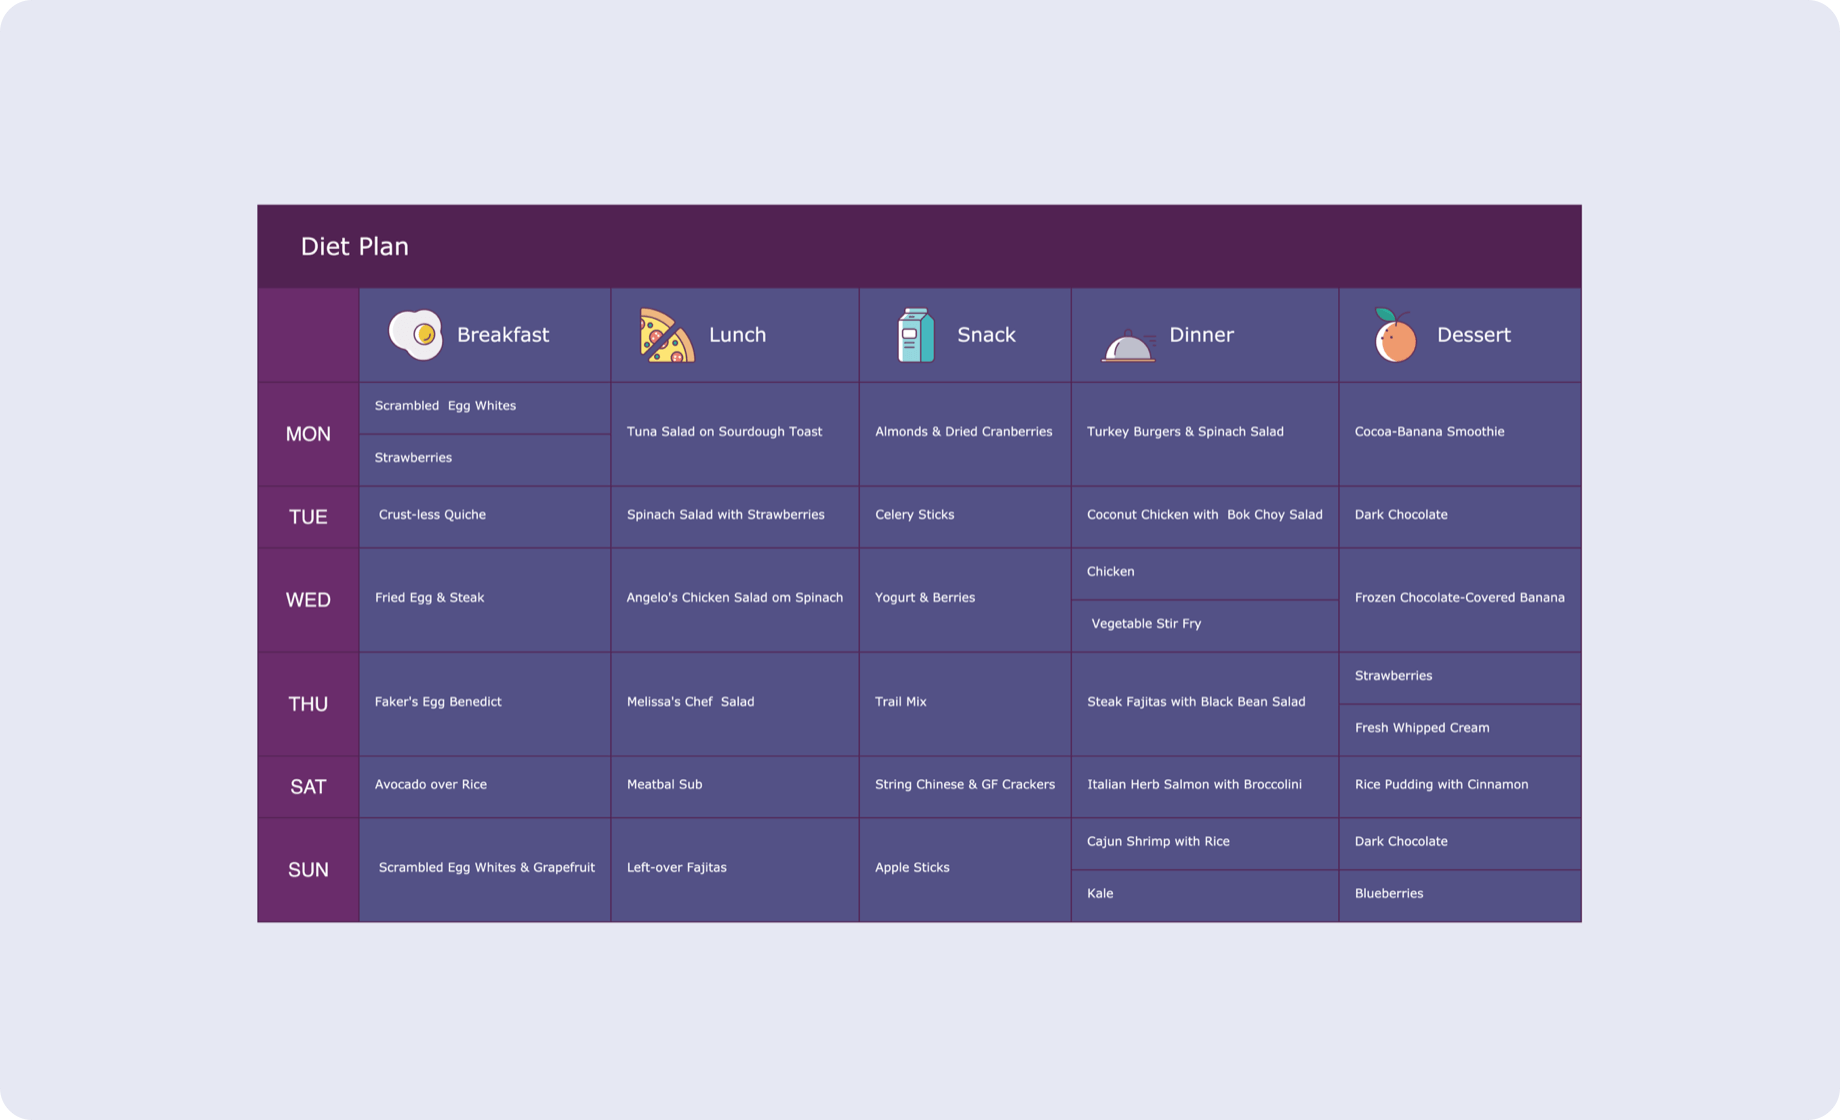 Diet Plan
Breakfast
Lunch
Snack
Dinner
Dessert
MON
Scrambled  Egg Whites
Strawberries
Tuna Salad on Sourdough Toast
Almonds & Dried Cranberries
Turkey Burgers & Spinach Salad
Cocoa-Banana Smoothie
TUE
Crust-less Quiche
Spinach Salad with Strawberries
Celery Sticks
Coconut Chicken with  Bok Choy Salad
Dark Chocolate
WED
Fried Egg & Steak
Angelo's Chicken Salad om Spinach
Yogurt & Berries
Chicken
Vegetable Stir Fry
Frozen Chocolate-Covered Banana
THU
Faker's Egg Benedict
Melissa's Chef  Salad
Trail Mix
Steak Fajitas with Black Bean Salad
Strawberries
Fresh Whipped Cream
SAT
Avocado over Rice
Meatbal Sub
String Chinese & GF Crackers
Italian Herb Salmon with Broccolini
Rice Pudding with Cinnamon
SUN
Scrambled Egg Whites & Grapefruit
Left-over Fajitas
Apple Sticks
Cajun Shrimp with Rice
Kale
Dark Chocolate
Blueberries